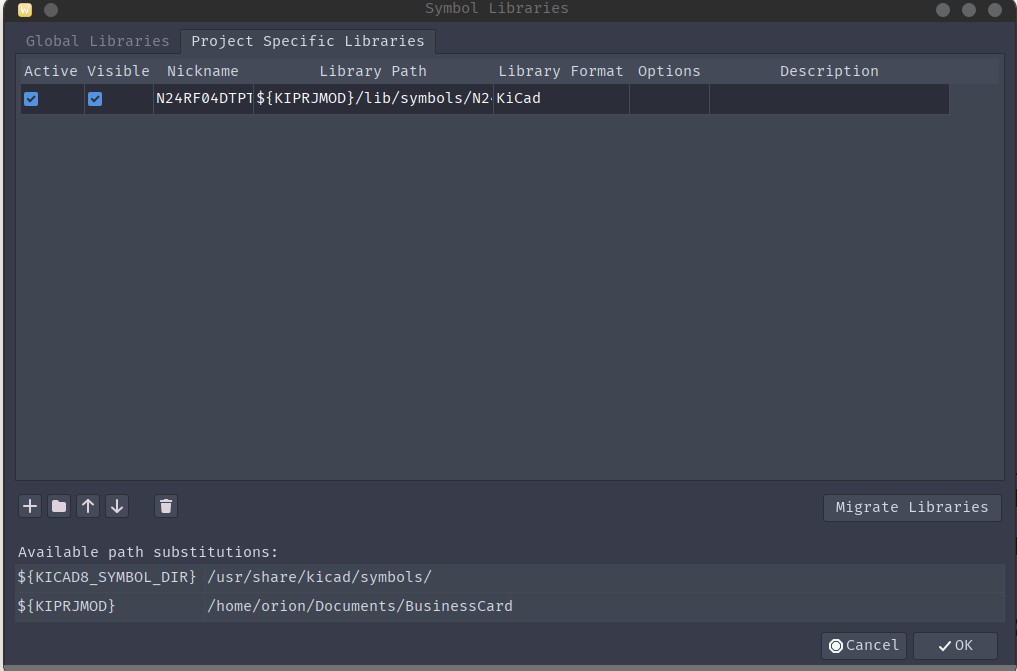 Symbol Libraries
Global Libraries Project Specific Libraries
Active Visible Nickname Library Path Library Format Options Description
N24RF04DTPT ${KIPRJMOD}/lib/symbols/N24 KiCad
Migrate Libraries
Available path substitutions:
${KICAD8_SYMBOL_DIR} /usr/share/kicad/symbols/
${KIPRJMOD} /home/orion/Documents/BusinessCard
Cancel OK